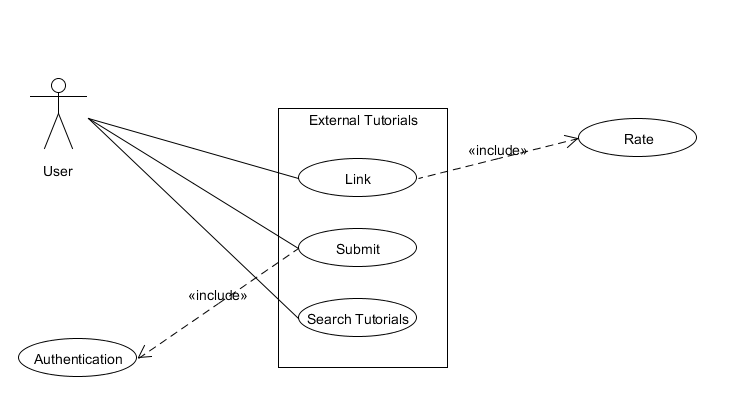 External Tutorials
Rate
«include»
User
Link
Submit
«include»
Search Tutorials
Authentication